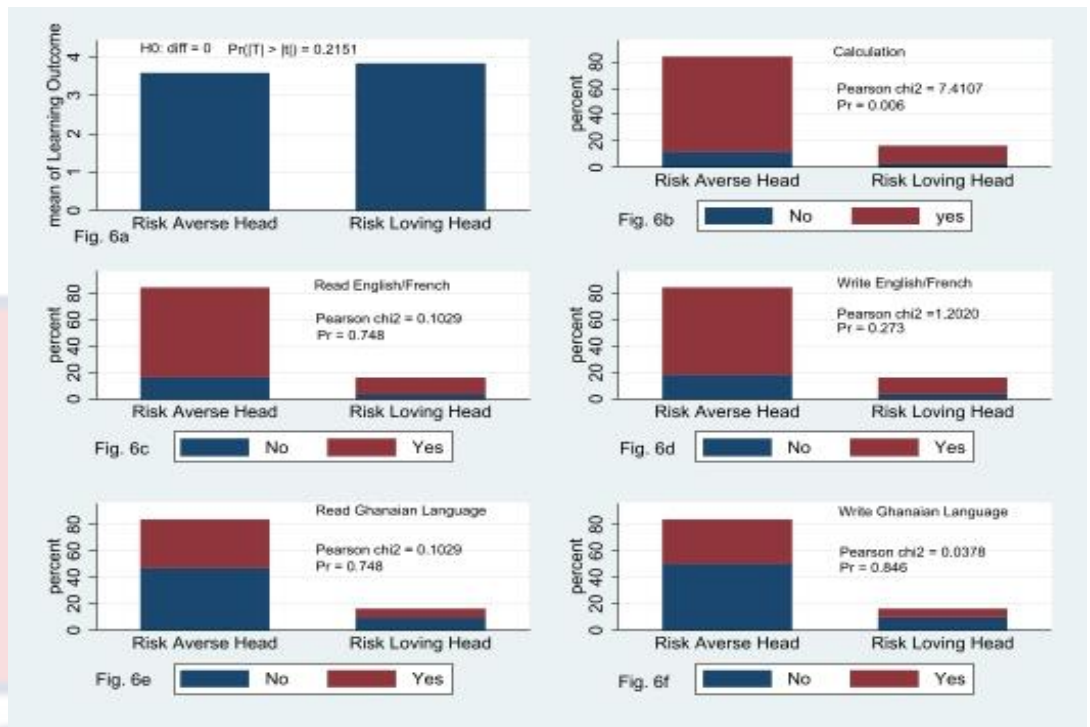 mean of Learning Outcome
4
3
2
1
0
H0: diff = 0 Pr(|T| > |t|) = 0.2151
Risk Averse Head Risk Loving Head
Fig. 6a
percent
80
60
40
20
0
Calculation
Pearson chi2 = 7.4107
Pr = 0.006
Risk Averse Head Risk Loving Head
Fig. 6b No yes
percent
80
60
40
20
0
Read English/French
Pearson chi2 = 0.1029
Pr = 0.748
Risk Averse Head Risk Loving Head
Fig. 6c No Yes
percent
80
60
40
20
0
Write English/French
Pearson chi2 =1.2020
Pr = 0.273
Risk Averse Head Risk Loving Head
Fig. 6d No Yes
percent
80
60
40
20
0
Read Ghanaian Language
Pearson chi2 = 0.1029
Pr = 0.748
Risk Averse Head Risk Loving Head
Fig. 6e No Yes
percent
80
60
40
20
0
Write Ghanaian Language
Pearson chi2 = 0.0378
Pr = 0.846
Risk Averse Head Risk Loving Head
Fig. 6f No Yes